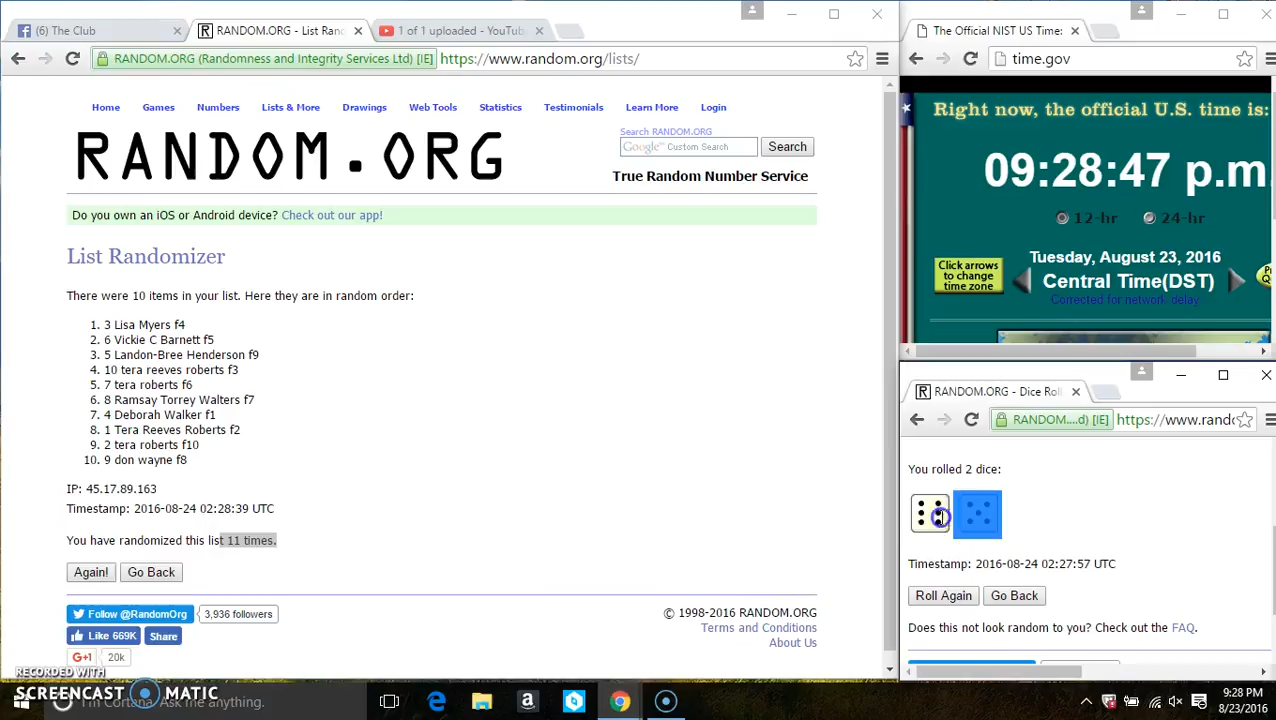 (6) The Club
RANDOM.ORG - List Rand
1 of 1 uploaded - YouTub
RANDOM.ORG (Randomness and Integrity Services Ltd) [IE]
https://www.random.org/lists/
Home Games Numbers Lists & More Drawings Web Tools Statistics Testimonials Learn More Login
RANDOM.ORG
Search RANDOM.ORG
Google™ Custom Search
Search
True Random Number Service
Do you own an iOS or Android device? Check out our app!
List Randomizer
There were 10 items in your list. Here they are in random order:
1. 3 Lisa Myers f4
2. 6 Vickie C Barnett f5
3. 5 Landon-Bree Henderson f9
4. 10 tera reeves roberts f3
5. 7 tera roberts f6
6. 8 Ramsay Torrey Walters f7
7. 4 Deborah Walker f1
8. 1 Tera Reeves Roberts f2
9. 2 tera roberts f10
10. 9 don wayne f8
IP: 45.17.89.163
Timestamp: 2016-08-24 02:28:39 UTC
You have randomized this list 11 times.
Again! Go Back
Follow @RandomOrg 3,936 followers
Like 669K Share
G+1 20k
© 1998-2016 RANDOM.ORG
Terms and Conditions
About Us
The Official NIST US Time:
time.gov
Right now, the official U.S. time is:
09:28:47 p.m.
12-hr 24-hr
Click arrows
to change
time zone
Tuesday, August 23, 2016
Central Time(DST)
Corrected for network delay
RANDOM.ORG - Dice Rol
RANDOM....d) [IE]
https://www.rando
You rolled 2 dice:
Timestamp: 2016-08-24 02:27:57 UTC
Roll Again Go Back
Does this not look random to you? Check out the FAQ.
RECORDED WITH
SCREENCAST MATIC
I'm Cortana. Ask me anything.
9:28 PM
8/23/2016